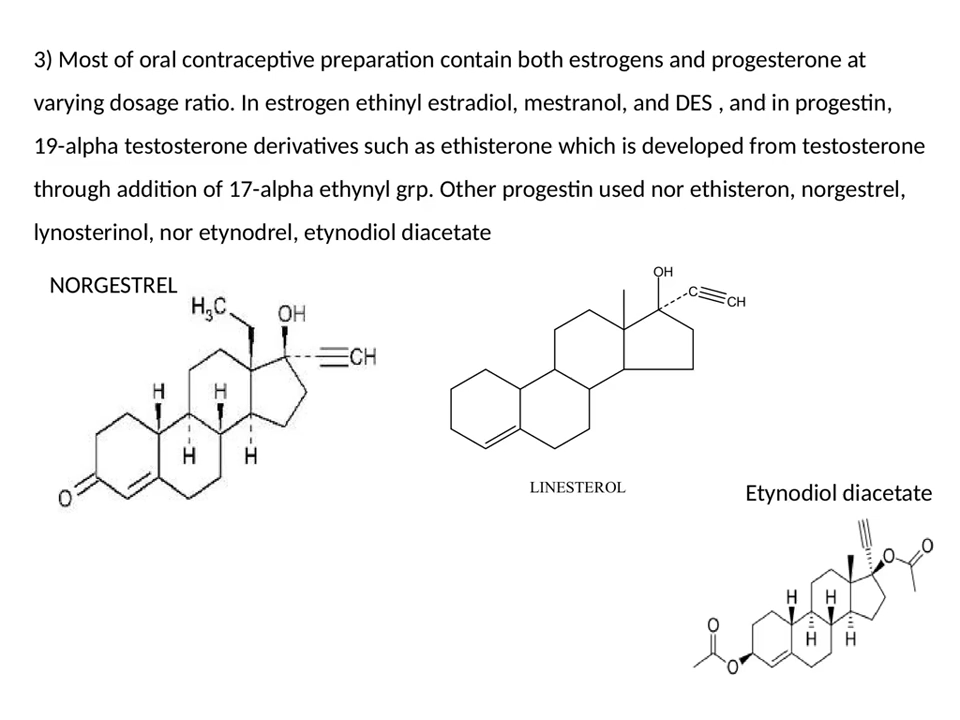 3) Most of oral contraceptive preparation contain both estrogens and progesterone at
varying dosage ratio. In estrogen ethinyl estradiol, mestranol, and DES , and in progestin,
19-alpha testosterone derivatives such as ethisterone which is developed from testosterone
through addition of 17-alpha ethynyl grp. Other progestin used nor ethisteron, norgestrel,
lynosterinol, nor etynodrel, etynodiol diacetate
NORGESTREL
H₃C
OH
CH
H H
H H
O
OH
C
CH
LINESTEROL
Etynodiol diacetate
O
O
H H
H H
O
O